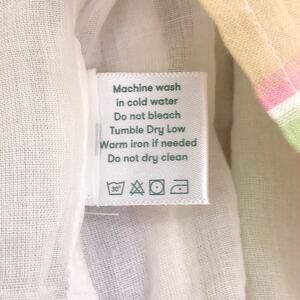 Machine wash
in cold water
Do not bleach
Tumble Dry Low
Warm iron if needed
Do not dry clean
30°